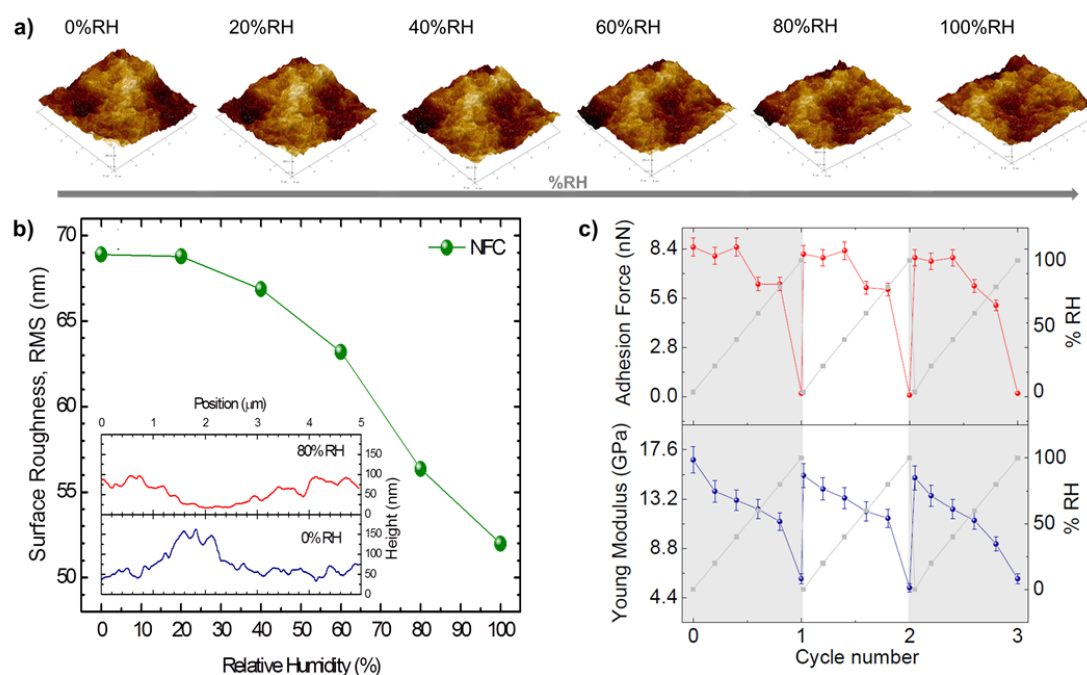 a)
0%RH 20%RH 40%RH 60%RH 80%RH 100%RH
%RH
b)
NFC
Surface Roughness, RMS (nm)
70
65
60
55
50
0 10 20 30 40 50 60 70 80 90 100
Relative Humidity (%)
Position (μm)
0 1 2 3 4 5
80% RH
150
100
50
0
0% RH
150
100
50
0
Height (nm)
c)
Adhesion Force (nN)
8.4
5.6
2.8
0.0
100
50
0
% RH
Young Modulus (GPa)
17.6
13.2
8.8
4.4
100
50
0
% RH
0 1 2 3
Cycle number